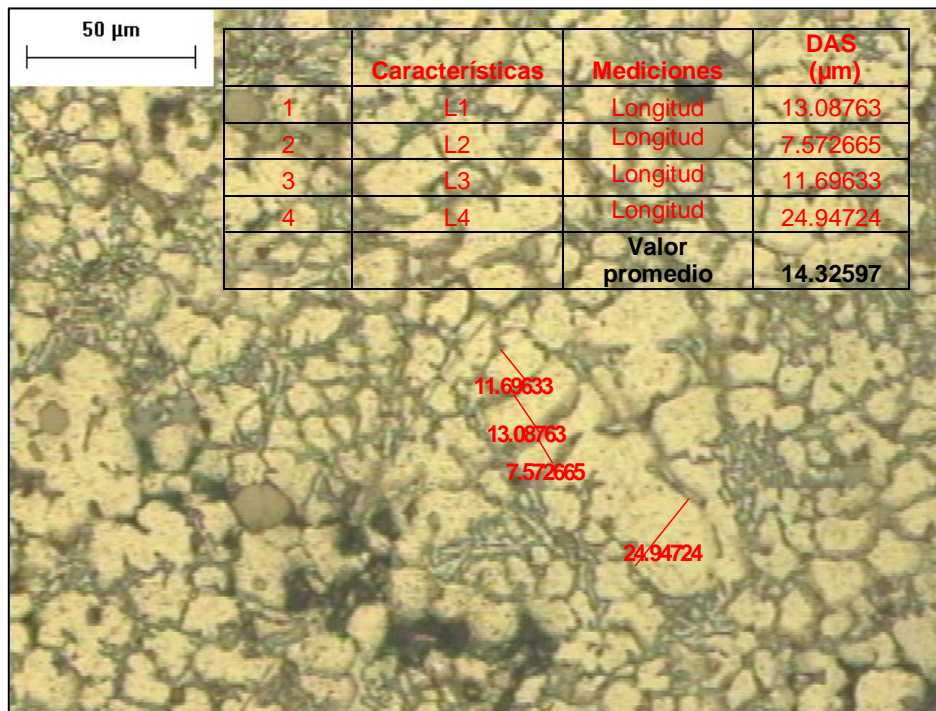 50 µm
Características Mediciones DAS (µm)
1 L1 Longitud 13.08763
2 L2 Longitud 7.572665
3 L3 Longitud 11.69633
4 L4 Longitud 24.94724
Valor promedio 14.32597
11.69633
13.08763
7.572665
24.94724